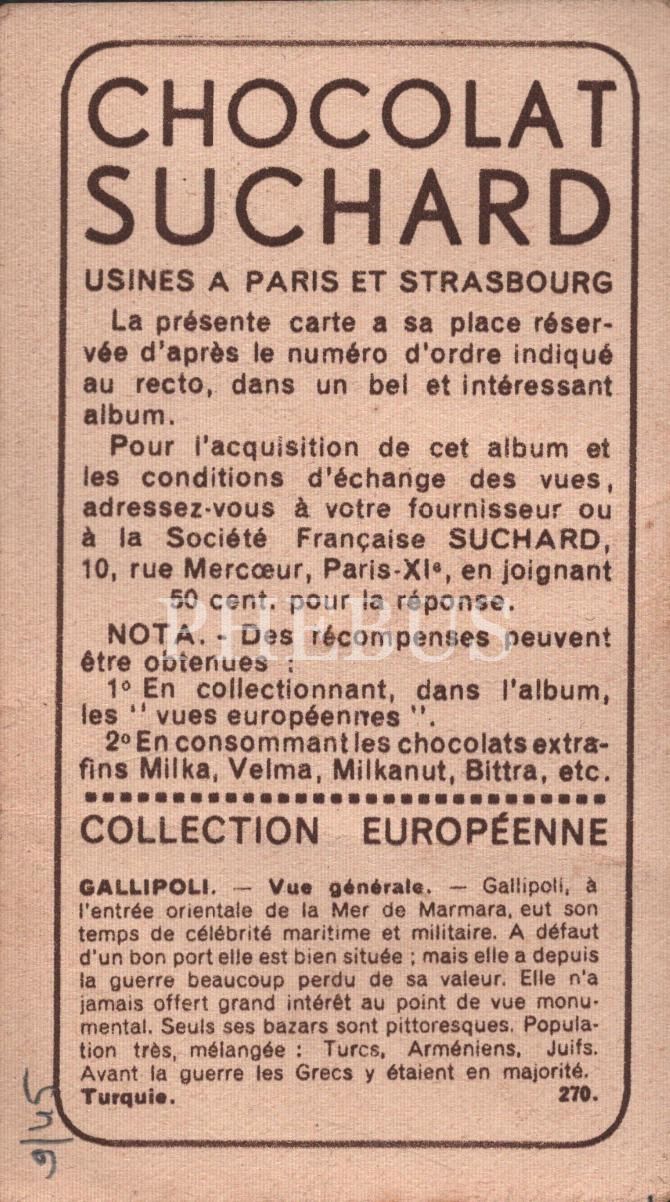 CHOCOLAT
SUCHARD
USINES A PARIS ET STRASBOURG
La présente carte a sa place réser-
vée d'après le numéro d'ordre indiqué
au recto, dans un bel et intéressant
album.
Pour l'acquisition de cet album et
les conditions d'échange des vues,
adressez-vous à votre fournisseur ou
à la Société Française SUCHARD,
10, rue Mercœur, Paris-XIᵉ, en joignant
50 cent. pour la réponse.
PHEBUS
NOTA. - Des récompenses peuvent
être obtenues :
1º En collectionnant, dans l'album,
les " vues européennes ".
2º En consommant les chocolats extra-
fins Milka, Velma, Milkanut, Bittra, etc.
COLLECTION EUROPÉENNE
GALLIPOLI. — Vue générale. — Gallipoli, à
l'entrée orientale de la Mer de Marmara, eut son
temps de célébrité maritime et militaire. A défaut
d'un bon port elle est bien située ; mais elle a depuis
la guerre beaucoup perdu de sa valeur. Elle n'a
jamais offert grand intérêt au point de vue monu-
mental. Seuls ses bazars sont pittoresques. Popula-
tion très, mélangée : Turcs, Arméniens, Juifs.
Avant la guerre les Grecs y étaient en majorité.
Turquie. 270.
9/45